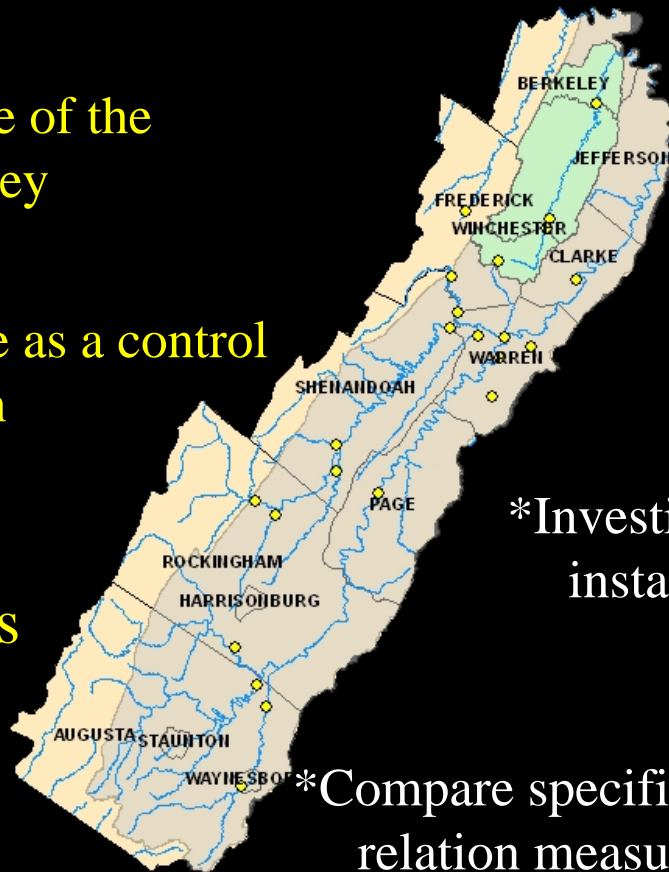 e of the
ey
e as a control
n
s
BERKELEY
JEFFERSON
FREDERICK
WINCHESTER
CLARKE
WARREN
SHENANDOAH
PAGE
ROCKINGHAM
HARRISONBURG
AUGUSTA
STAUNTON
WAYNESBO
*Investi
insta
*Compare specifi
relation measu